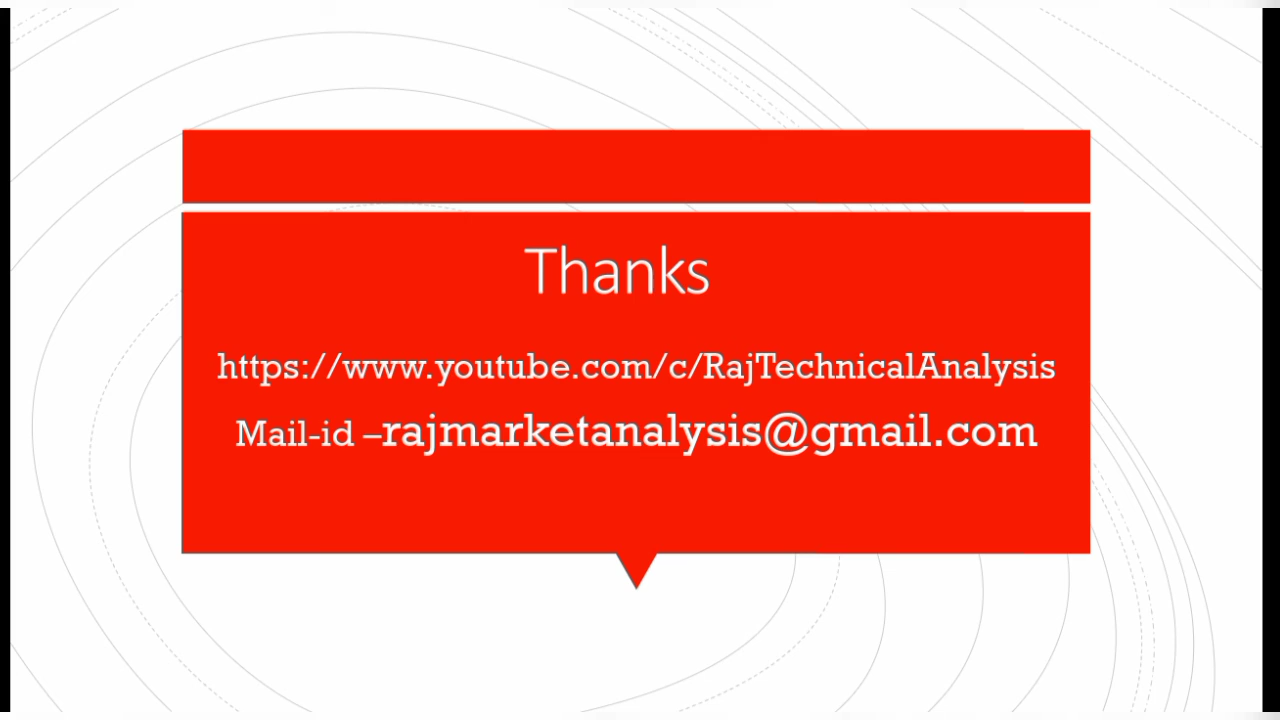 Thanks
https://www.youtube.com/c/RajTechnicalAnalysis
Mail-id –rajmarketanalysis@gmail.com